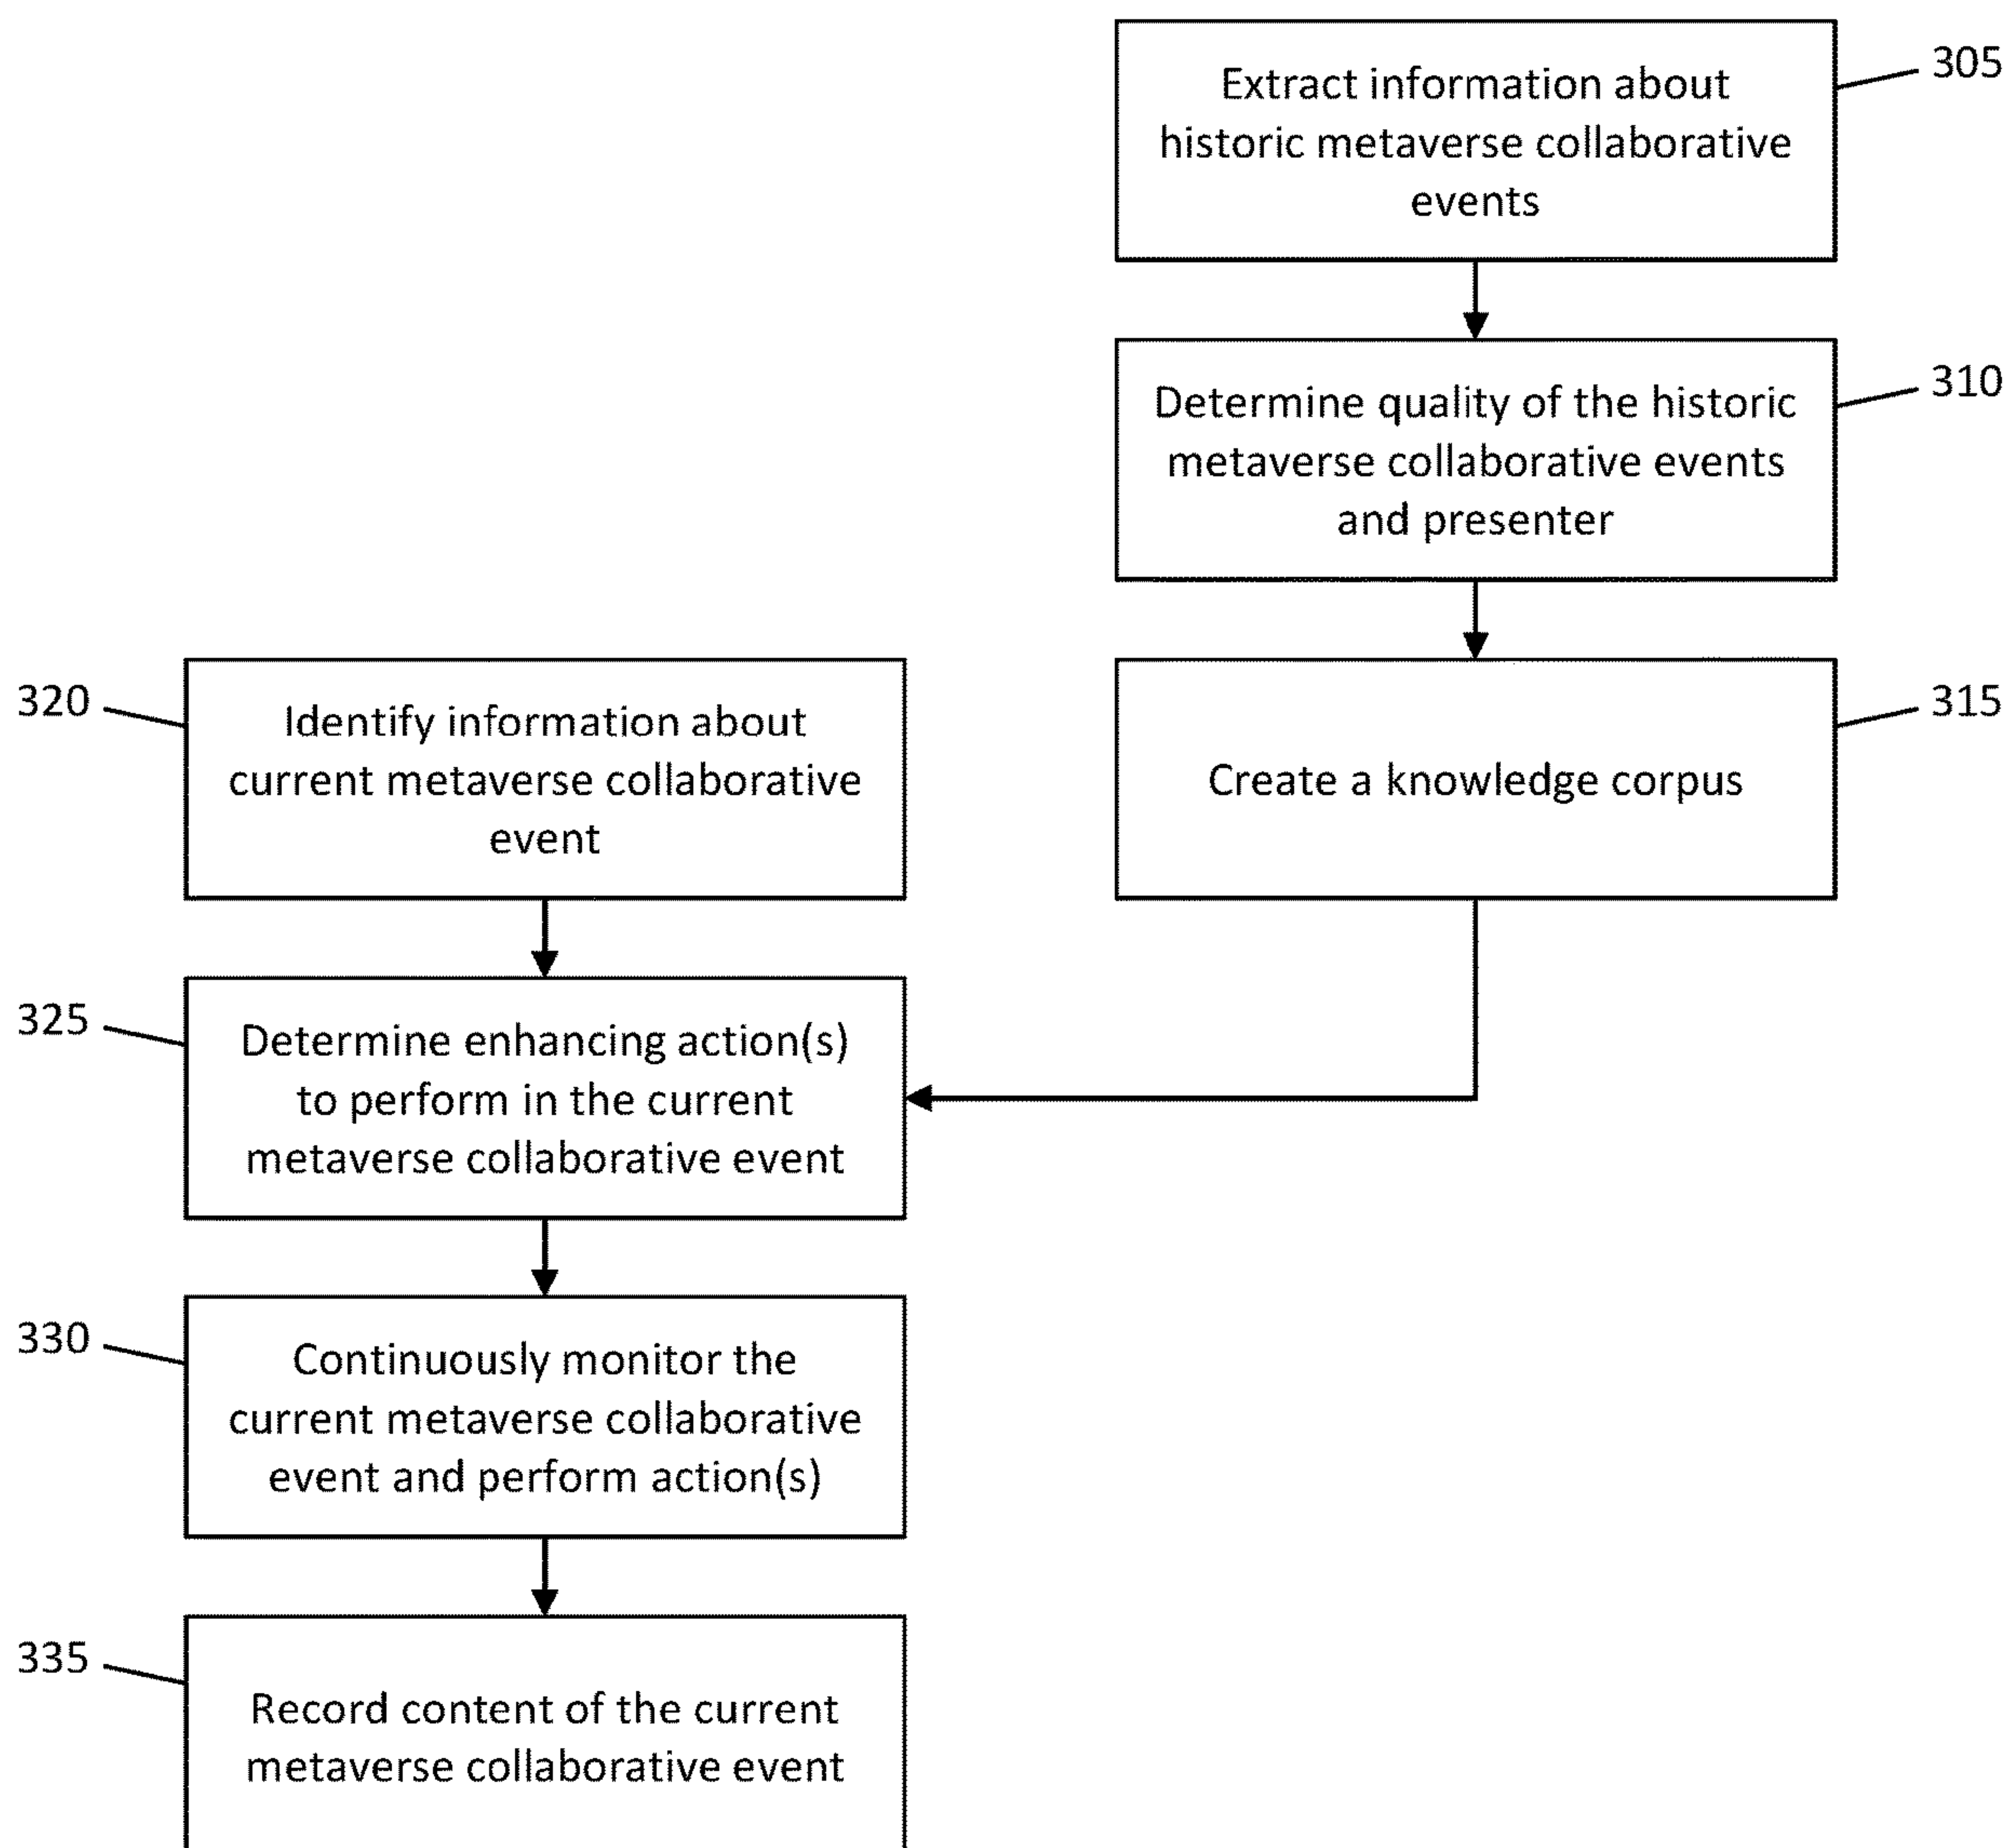 Extract information about
historic metaverse collaborative
events
305
Determine quality of the historic
metaverse collaborative events
and presenter
310
Create a knowledge corpus
315
320
Identify information about
current metaverse collaborative
event
325
Determine enhancing action(s)
to perform in the current
metaverse collaborative event
330
Continuously monitor the
current metaverse collaborative
event and perform action(s)
335
Record content of the current
metaverse collaborative event